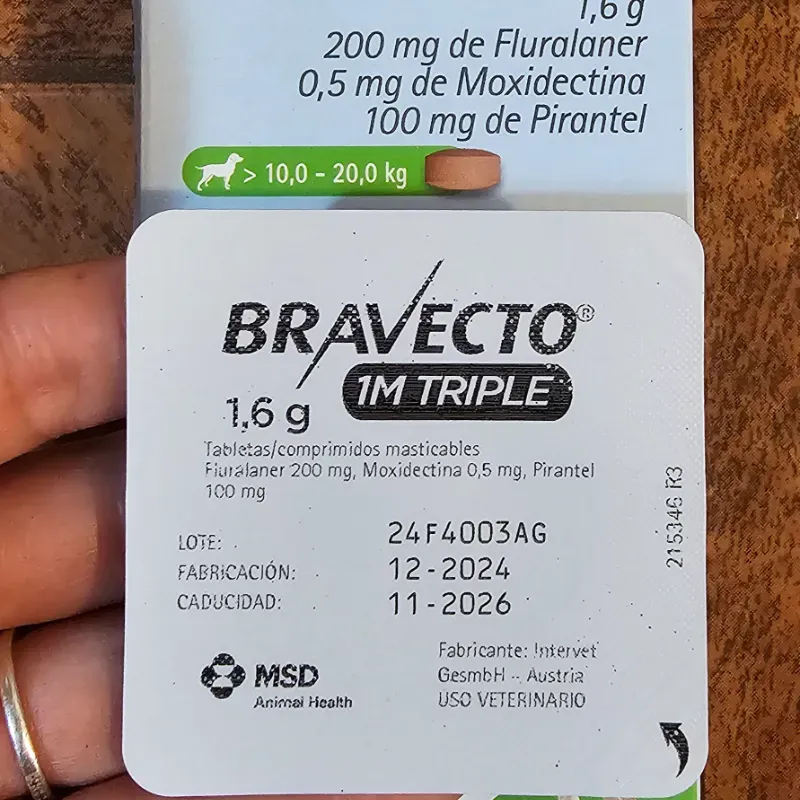 1,6 g
200 mg de Fluralaner
0,5 mg de Moxidectina
100 mg de Pirantel
> 10,0 - 20,0 kg
BRAVECTO®
1M TRIPLE
1,6 g
Tabletas/comprimidos masticables
Fluralaner 200 mg, Moxidectina 0,5 mg, Pirantel
100 mg
LOTE: 24F4003AG
FABRICACIÓN: 12-2024
CADUCIDAD: 11-2026
215346 R3
MSD
Animal Health
Fabricante: Intervet
GesmbH - Austria
USO VETERINARIO